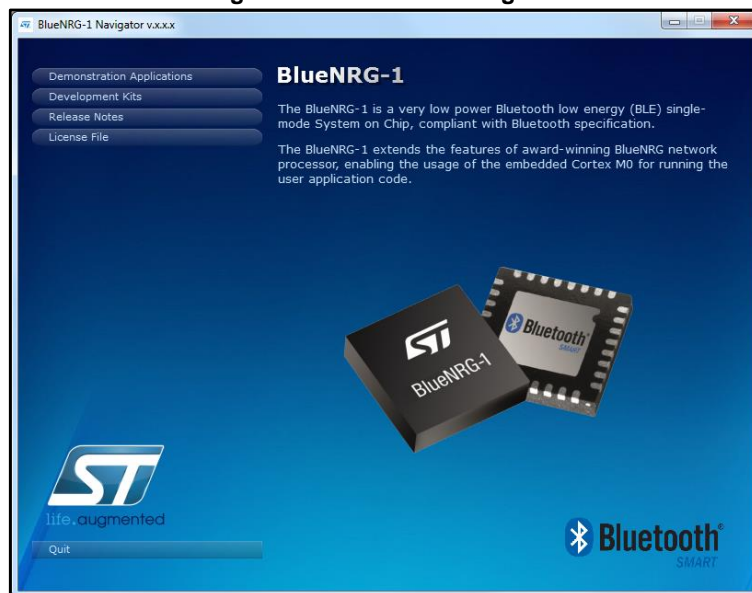 BlueNRG-1 Navigator v.x.x.x
Demonstration Applications
Development Kits
Release Notes
License File
BlueNRG-1
The BlueNRG-1 is a very low power Bluetooth low energy (BLE) single-
mode System on Chip, compliant with Bluetooth specification.
The BlueNRG-1 extends the features of award-winning BlueNRG network
processor, enabling the usage of the embedded Cortex M0 for running the
user application code.
ST
BlueNRG-1
Bluetooth
SMART
ST
life.augmented
Quit
Bluetooth®
SMART